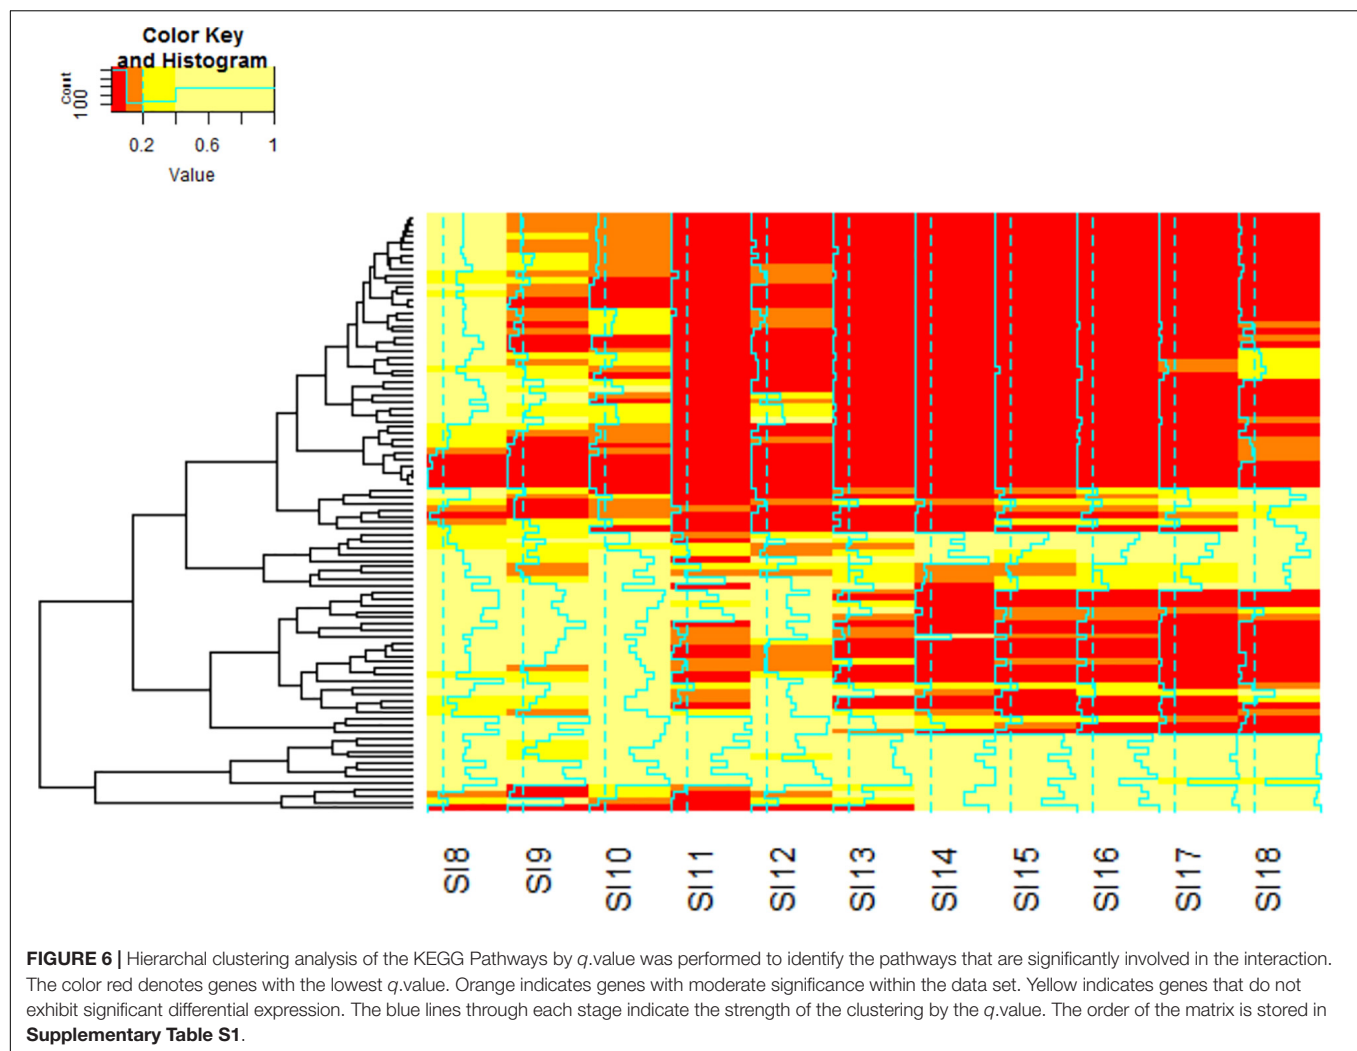 Color Key
and Histogram
Count
100
0.2 0.6 1
Value
SI8 SI9 SI10 SI11 SI12 SI13 SI14 SI15 SI16 SI17 SI18
FIGURE 6 | Hierarchal clustering analysis of the KEGG Pathways by q.value was performed to identify the pathways that are significantly involved in the interaction.
The color red denotes genes with the lowest q.value. Orange indicates genes with moderate significance within the data set. Yellow indicates genes that do not
exhibit significant differential expression. The blue lines through each stage indicate the strength of the clustering by the q.value. The order of the matrix is stored in
Supplementary Table S1.